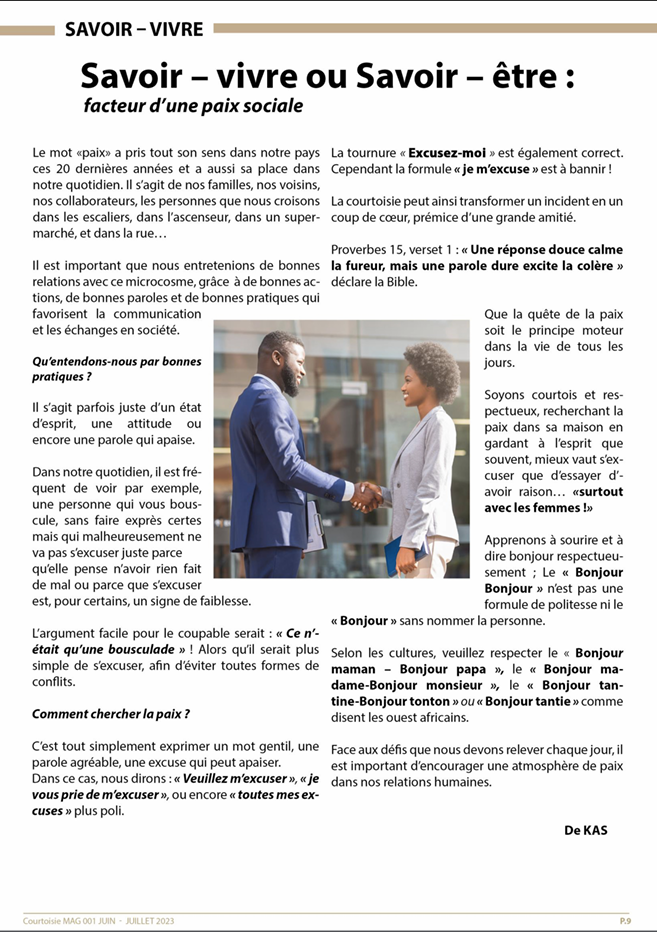 SAVOIR – VIVRE
Savoir – vivre ou Savoir – être :
facteur d’une paix sociale
Le mot «paix» a pris tout son sens dans notre pays
ces 20 dernières années et a aussi sa place dans
notre quotidien. Il s’agit de nos familles, nos voisins,
nos collaborateurs, les personnes que nous croisons
dans les escaliers, dans l’ascenseur, dans un super-
marché, et dans la rue…
Il est important que nous entretenions de bonnes
relations avec ce microcosme, grâce à de bonnes ac-
tions, de bonnes paroles et de bonnes pratiques qui
favorisent la communication
et les échanges en société.
Qu’entendons-nous par bonnes
pratiques ?
Il s’agit parfois juste d’un état
d’esprit, une attitude ou
encore une parole qui apaise.
Dans notre quotidien, il est fré-
quent de voir par exemple,
une personne qui vous bous-
cule, sans faire exprès certes
mais qui malheureusement ne
va pas s’excuser juste parce
qu’elle pense n’avoir rien fait
de mal ou parce que s’excuser
est, pour certains, un signe de faiblesse.
L’argument facile pour le coupable serait : « Ce n’-
était qu’une bousculade » ! Alors qu’il serait plus
simple de s’excuser, afin d’éviter toutes formes de
conflits.
Comment chercher la paix ?
C’est tout simplement exprimer un mot gentil, une
parole agréable, une excuse qui peut apaiser.
Dans ce cas, nous dirons : « Veuillez m’excuser », « je
vous prie de m’excuser », ou encore « toutes mes ex-
cuses » plus poli.
La tournure « Excusez-moi » est également correct.
Cependant la formule « je m’excuse » est à bannir !
La courtoisie peut ainsi transformer un incident en un
coup de cœur, prémice d’une grande amitié.
Proverbes 15, verset 1 : « Une réponse douce calme
la fureur, mais une parole dure excite la colère »
déclare la Bible.
Que la quête de la paix
soit le principe moteur
dans la vie de tous les
jours.
Soyons courtois et res-
pectueux, recherchant la
paix dans sa maison en
gardant à l’esprit que
souvent, mieux vaut s’ex-
cuser que d’essayer d’-
avoir raison… «surtout
avec les femmes !»
Apprenons à sourire et à
dire bonjour respectueu-
sement ; Le « Bonjour
Bonjour » n’est pas une
formule de politesse ni le
« Bonjour » sans nommer la personne.
Selon les cultures, veuillez respecter le « Bonjour
maman – Bonjour papa », le « Bonjour ma-
dame-Bonjour monsieur », le « Bonjour tan-
tine-Bonjour tonton » ou « Bonjour tantie » comme
disent les ouest africains.
Face aux défis que nous devons relever chaque jour, il
est important d’encourager une atmosphère de paix
dans nos relations humaines.
De KAS
Courtoisie MAG 001 JUIN - JUILLET 2023
P.9